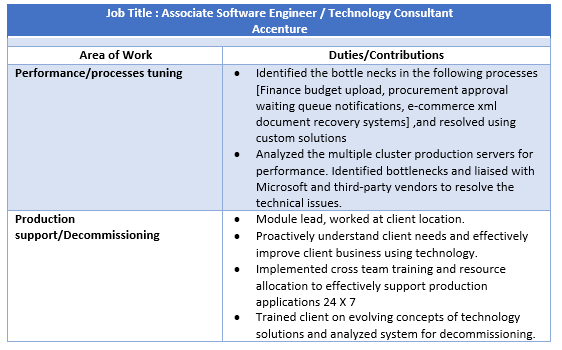 Job Title : Associate Software Engineer / Technology Consultant
Accenture
Area of Work
Duties/Contributions
Performance/processes tuning
• Identified the bottle necks in the following processes
[Finance budget upload, procurement approval
waiting queue notifications, e-commerce xml
document recovery systems] ,and resolved using
custom solutions
• Analyzed the multiple cluster production servers for
performance. Identified bottlenecks and liaised with
Microsoft and third-party vendors to resolve the
technical issues.
Production
support/Decommissioning
• Module lead, worked at client location.
• Proactively understand client needs and effectively
improve client business using technology.
• Implemented cross team training and resource
allocation to effectively support production
applications 24 X 7
• Trained client on evolving concepts of technology
solutions and analyzed system for decommissioning.